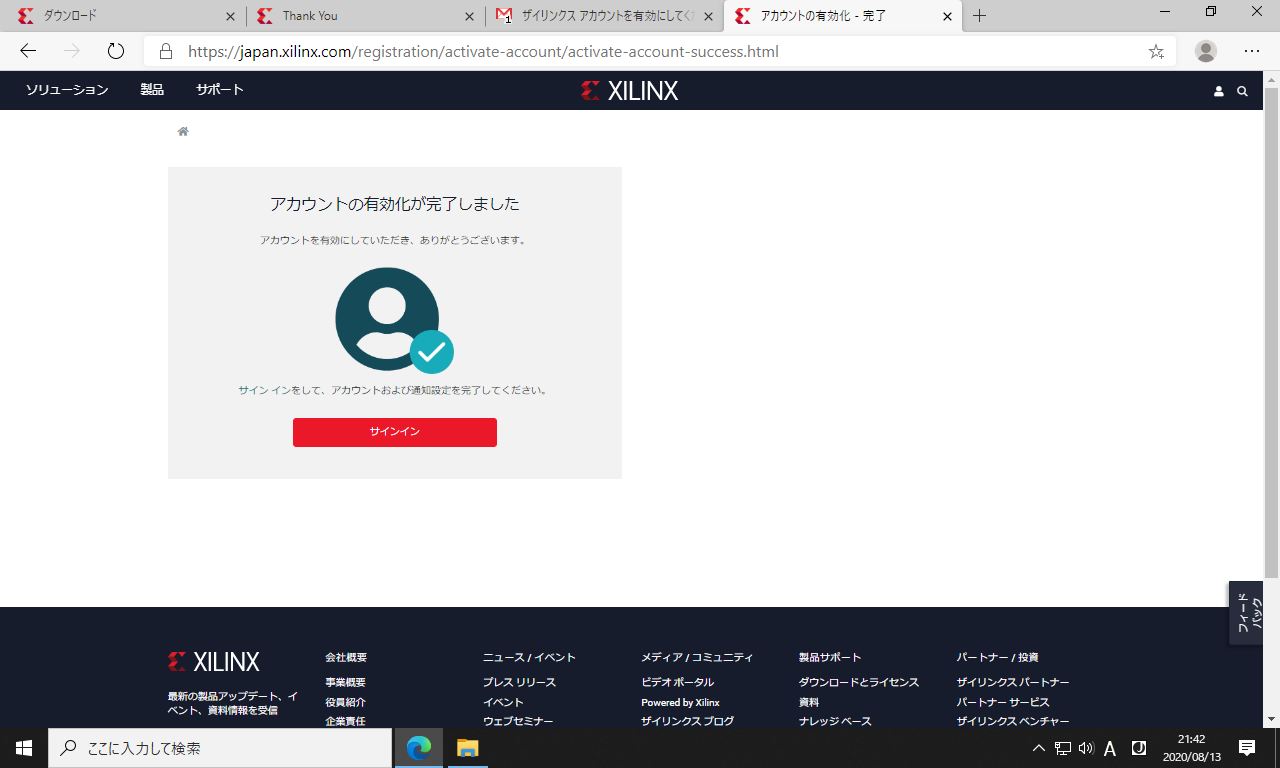 ダウンロード
Thank You
ザイリンクス アカウントを有効にしてく
アカウントの有効化 - 完了
https://japan.xilinx.com/registration/activate-account/activate-account-success.html
ソリューション 製品 サポート
XILINX
アカウントの有効化が完了しました
アカウントを有効にしていただき、ありがとうございます。
サイン インをして、アカウントおよび通知設定を完了してください。
サインイン
フィード
バック
XILINX
最新の製品アップデート、イ
ベント、資料情報を受信
会社概要
事業概要
役員紹介
企業責任
ニュース / イベント
プレス リリース
イベント
ウェブセミナー
メディア / コミュニティ
ビデオ ポータル
Powered by Xilinx
ザイリンクス ブログ
製品サポート
ダウンロードとライセンス
資料
ナレッジ ベース
パートナー / 投資
ザイリンクス パートナー
パートナー サービス
ザイリンクス ベンチャー
ここに入力して検索
A
J
21:42
2020/08/13